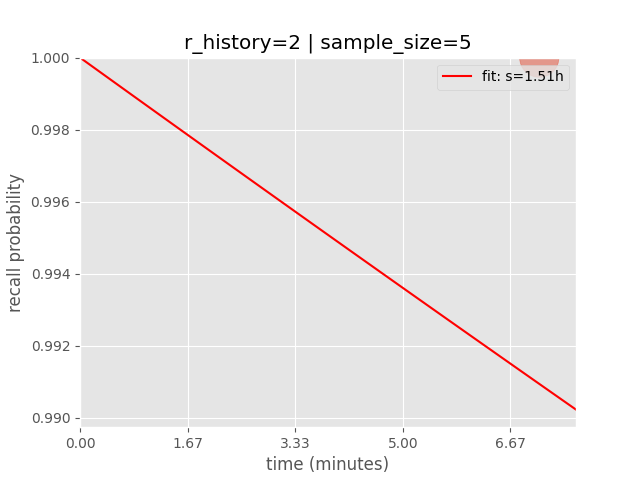 r_history=2 | sample_size=5
1.000
0.998
0.996
0.994
0.992
0.990
recall probability
fit: s=1.51h
0.00 1.67 3.33 5.00 6.67
time (minutes)